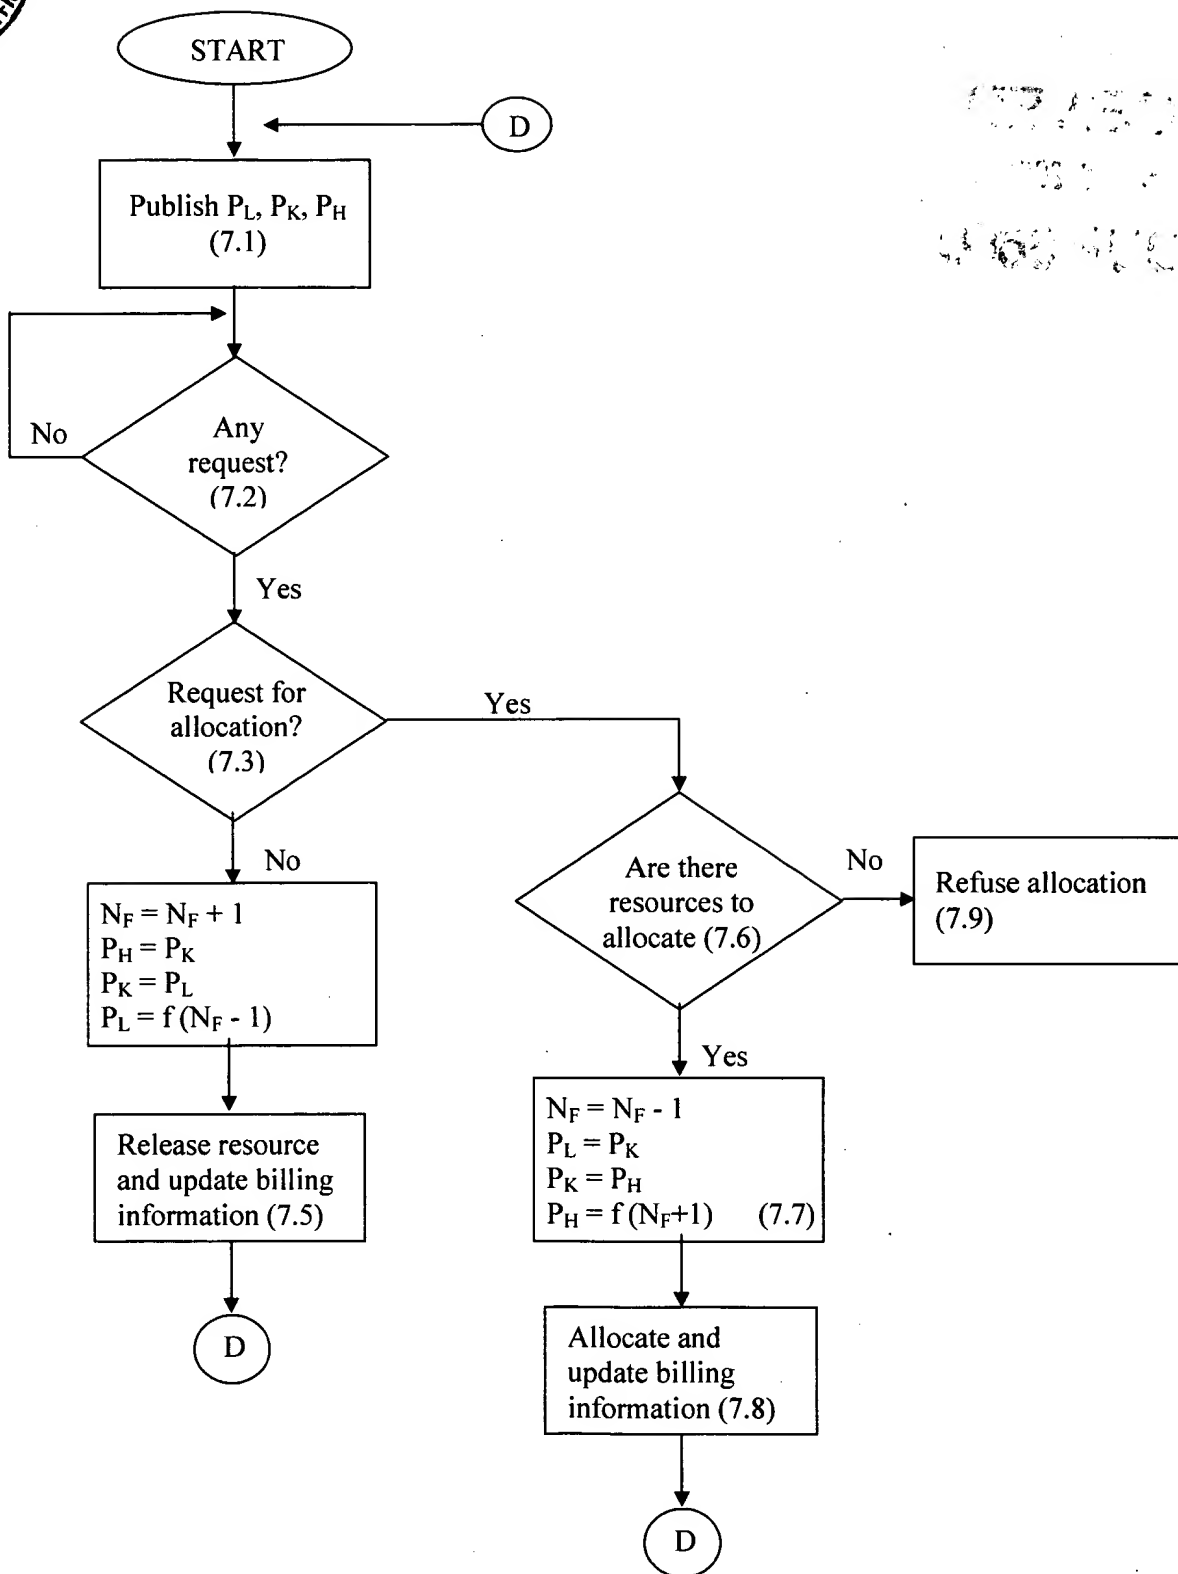 START
D
Publish P_L, P_K, P_H
(7.1)
No
Any
request?
(7.2)
Yes
Request for
allocation?
(7.3)
Yes
No
Are there
resources to
allocate (7.6)
No
Refuse allocation
(7.9)
N_F = N_F + 1
P_H = P_K
P_K = P_L
P_L = f (N_F - 1)
Yes
Release resource
and update billing
information (7.5)
N_F = N_F - 1
P_L = P_K
P_K = P_H
P_H = f (N_F+1) (7.7)
D
Allocate and
update billing
information (7.8)
D